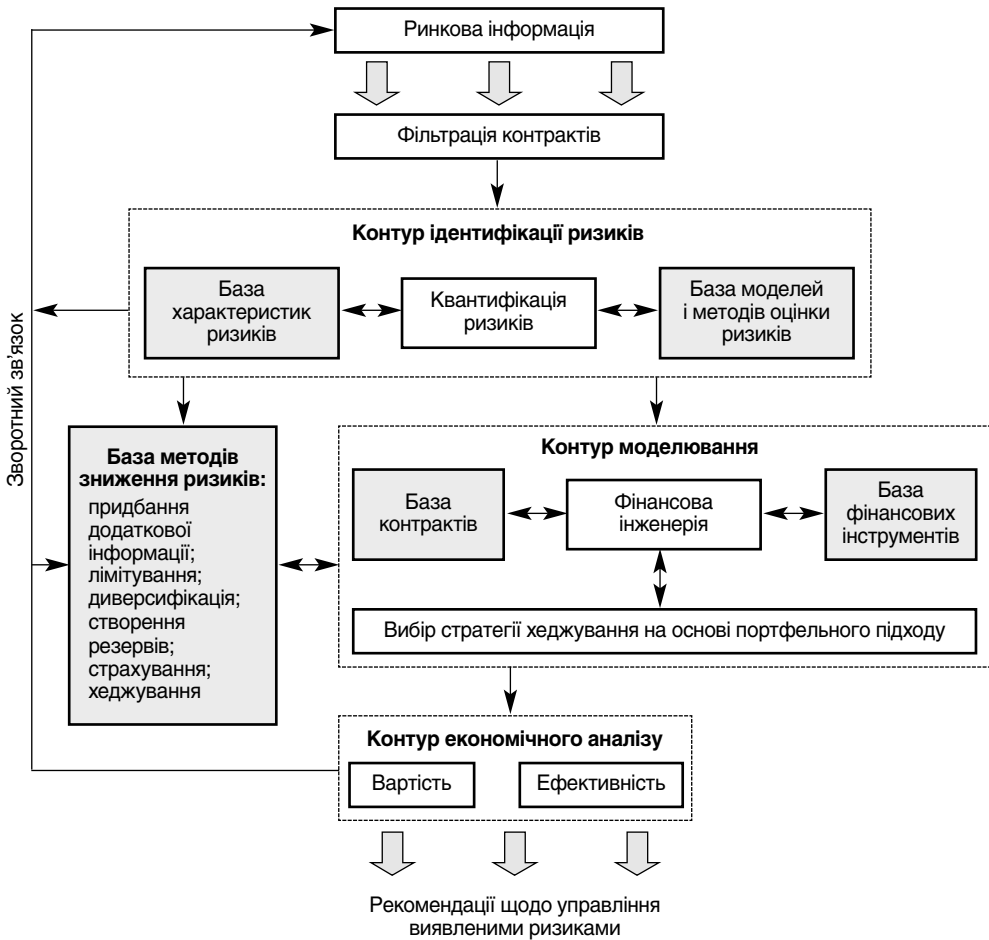 Ринкова інформація
Фільтрація контрактів
Контур ідентифікації ризиків
База
характеристик
ризиків
Квантифікація
ризиків
База моделей
і методів оцінки
ризиків
Зворотний зв'язок
База методів
зниження ризиків:
придбання
додаткової
інформації;
лімітування;
диверсифікація;
створення
резервів;
страхування;
хеджування
Контур моделювання
База
контрактів
Фінансова
інженерія
База
фінансових
інструментів
Вибір стратегії хеджування на основі портфельного підходу
Контур економічного аналізу
Вартість
Ефективність
Рекомендації щодо управління
виявленими ризиками